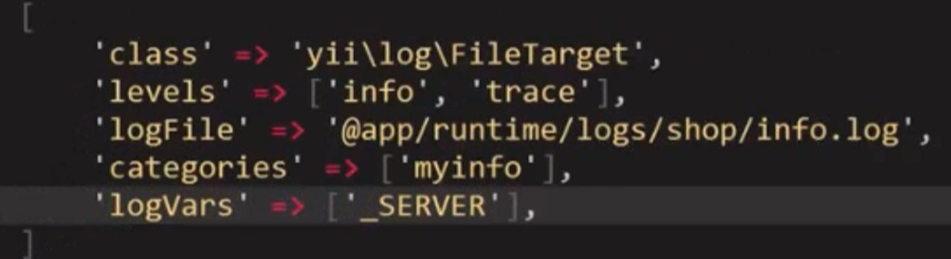 [
'class' => 'yii\log\FileTarget',
'levels' => ['info', 'trace'],
'logFile' => '@app/runtime/logs/shop/info.log',
'categories' => ['myinfo'],
'logVars' => ['_SERVER'],
]